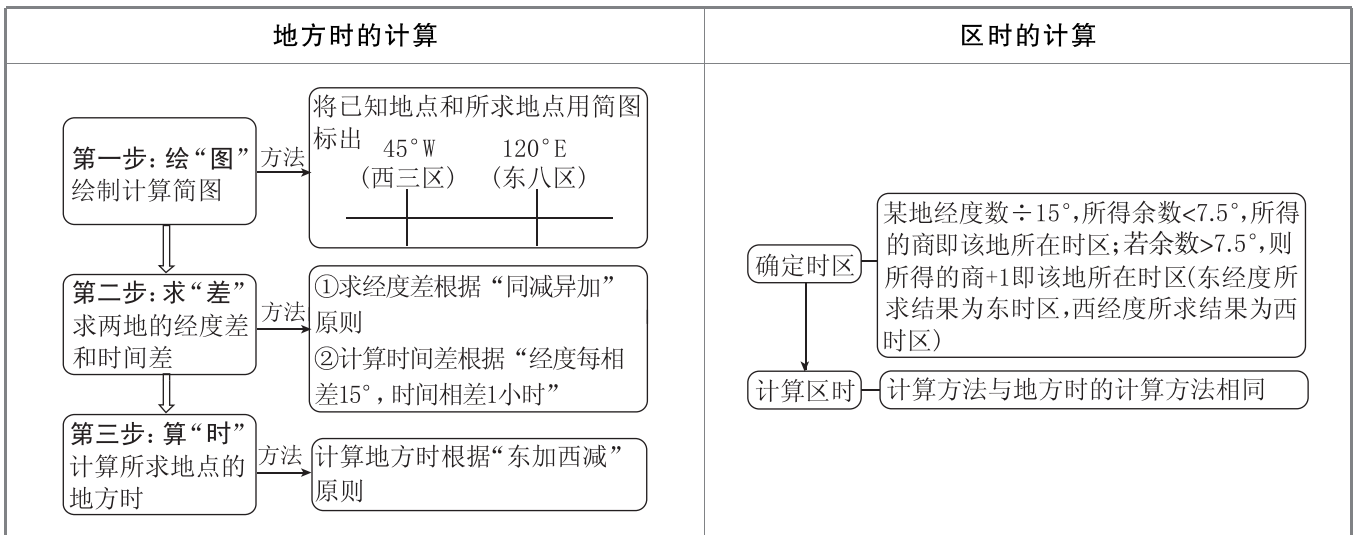 地方时的计算
区时的计算
第一步：绘“图”
绘制计算简图
方法
将已知地点和所求地点用简图
标出
45°W
120°E
(西三区)
(东八区)
第二步：求“差”
求两地的经度差
和时间差
方法
①求经度差根据“同减异加”
原则
②计算时间差根据“经度每相
差15°，时间相差1小时”
第三步：算“时”
计算所求地点的
地方时
方法
计算地方时根据“东加西减”
原则
确定时区
某地经度数÷15°,所得余数<7.5°,所得
的商即该地所在时区;若余数>7.5°,则
所得的商+1即该地所在时区(东经度所
求结果为东时区,西经度所求结果为西
时区)
计算区时
计算方法与地方时的计算方法相同